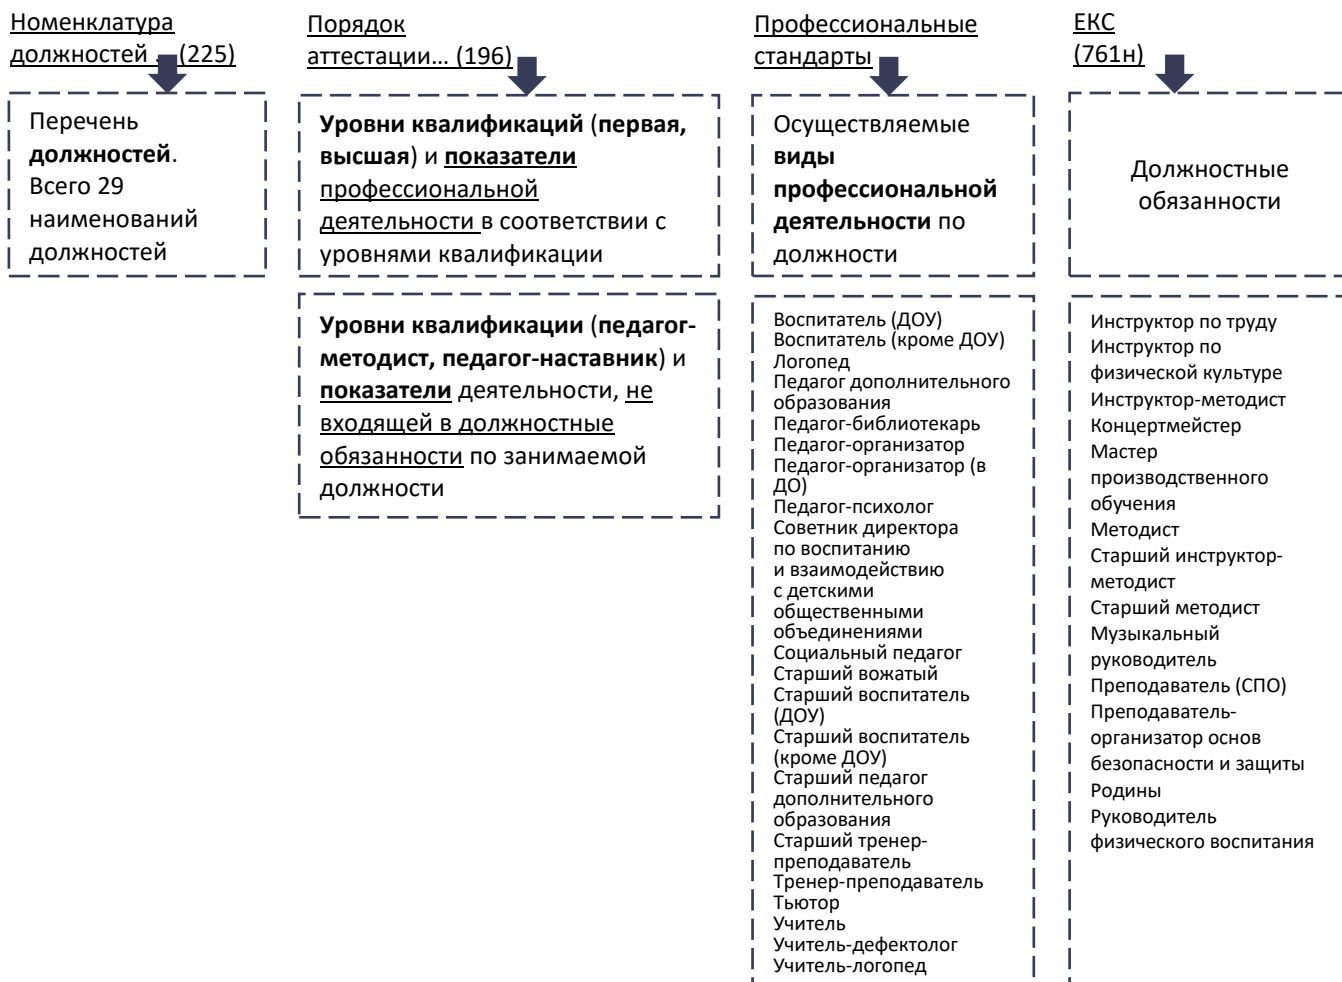 Номенклатура
должностей … (225)
Перечень
должностей.
Всего 29
наименований
должностей
Порядок
аттестации… (196)
Уровни квалификаций (первая,
высшая) и показатели
профессиональной
деятельности в соответствии с
уровнями квалификации
Уровни квалификации (педагог-
методист, педагог-наставник) и
показатели деятельности, не
входящей в должностные
обязанности по занимаемой
должности
Профессиональные
стандарты
Осуществляемые
виды
профессиональной
деятельности по
должности
Воспитатель (ДОУ)
Воспитатель (кроме ДОУ)
Логопед
Педагог дополнительного
образования
Педагог-библиотекарь
Педагог-организатор
Педагог-организатор (в
ДО)
Педагог-психолог
Советник директора
по воспитанию
и взаимодействию
с детскими
общественными
объединениями
Социальный педагог
Старший вожатый
Старший воспитатель
(ДОУ)
Старший воспитатель
(кроме ДОУ)
Старший педагог
дополнительного
образования
Старший тренер-
преподаватель
Тренер-преподаватель
Тьютор
Учитель
Учитель-дефектолог
Учитель-логопед
ЕКС
(761н)
Должностные
обязанности
Инструктор по труду
Инструктор по
физической культуре
Инструктор-методист
Концертмейстер
Мастер
производственного
обучения
Методист
Старший инструктор-
методист
Старший методист
Музыкальный
руководитель
Преподаватель (СПО)
Преподаватель-
организатор основ
безопасности и защиты
Родины
Руководитель
физического воспитания